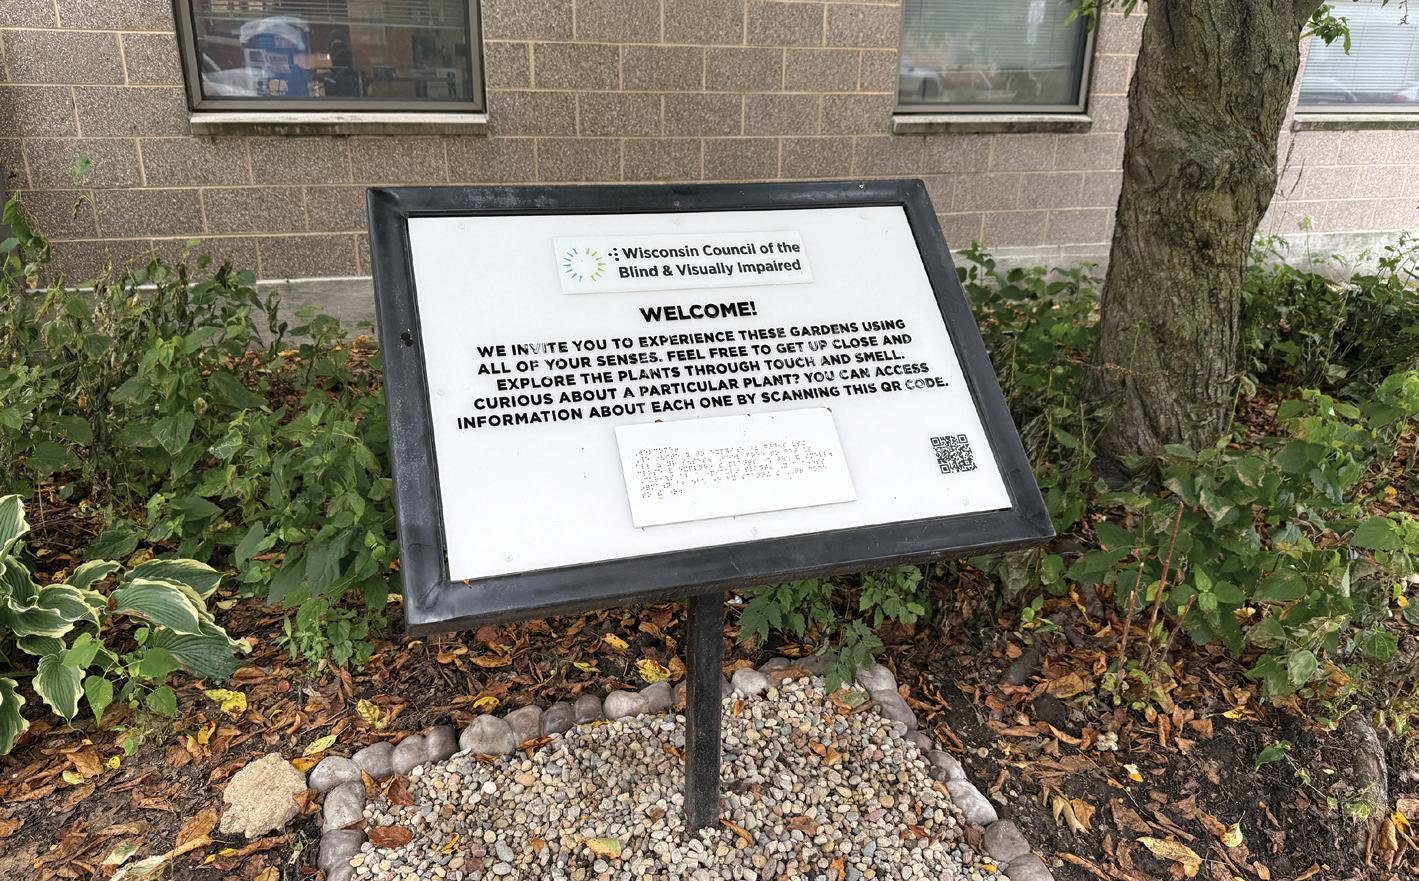 Wisconsin Council of the
Blind & Visually Impaired
WELCOME!
WE INVITE YOU TO EXPERIENCE THESE GARDENS USING
ALL OF YOUR SENSES. FEEL FREE TO GET UP CLOSE AND
EXPLORE THE PLANTS THROUGH TOUCH AND SMELL.
CURIOUS ABOUT A PARTICULAR PLANT? YOU CAN ACCESS
INFORMATION ABOUT EACH ONE BY SCANNING THIS QR CODE.